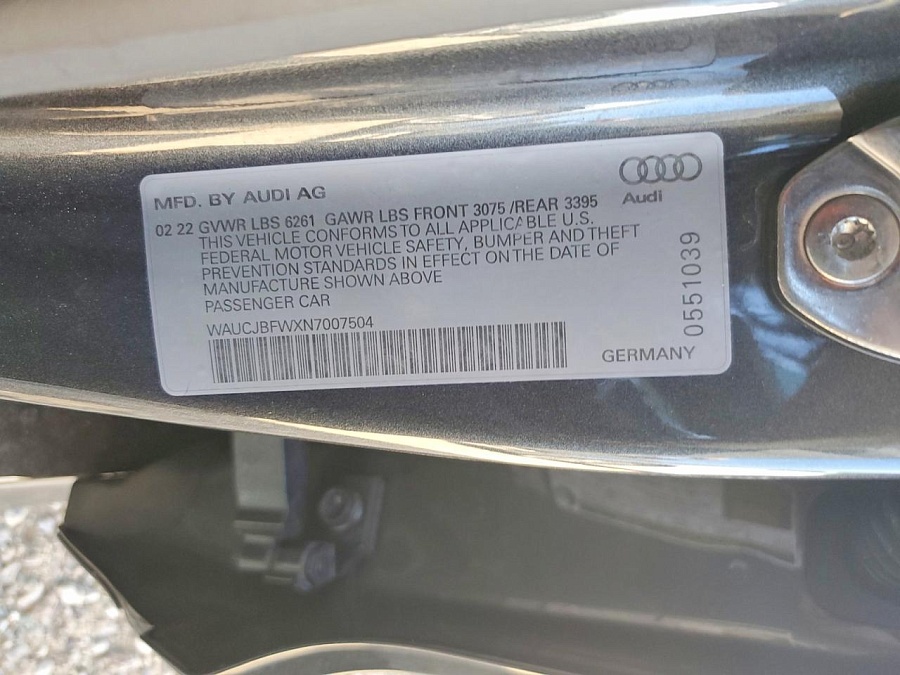 MFD. BY AUDI AG
Audi
02 22 GVWR LBS 6261 GAWR LBS FRONT 3075 /REAR 3395
THIS VEHICLE CONFORMS TO ALL APPLICABLE U.S.
FEDERAL MOTOR VEHICLE SAFETY, BUMPER AND THEFT
PREVENTION STANDARDS IN EFFECT ON THE DATE OF
MANUFACTURE SHOWN ABOVE
PASSENGER CAR
WAUCJBFWXN7007504
GERMANY
0551039